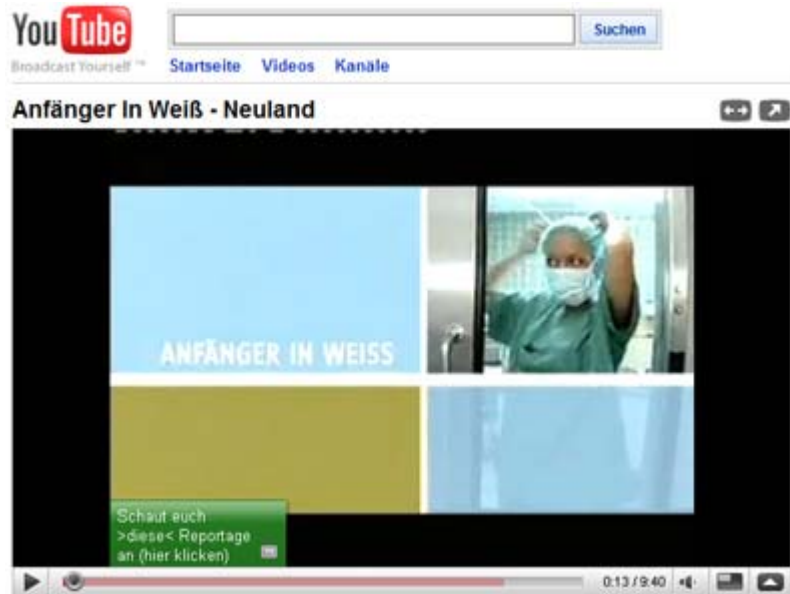 You Tube
Suchen
Broadcast Yourself ™
Startseite Videos Kanäle
Anfänger In Weiß - Neuland
ANFÄNGER IN WEISS
Schaut euch
>diese< Reportage
an (hier klicken)
0:13 / 9:40